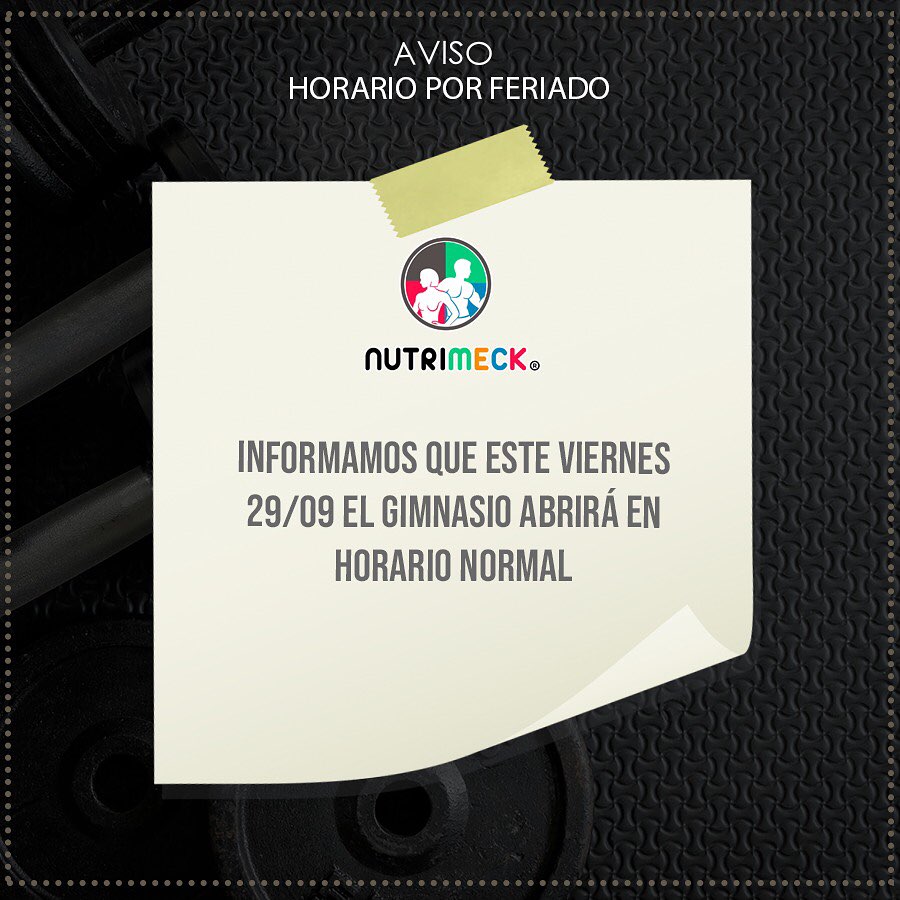 AVISO
HORARIO POR FERIADO
NUTRIMECK®
INFORMAMOS QUE ESTE VIERNES
29/09 EL GIMNASIO ABRIRÁ EN
HORARIO NORMAL